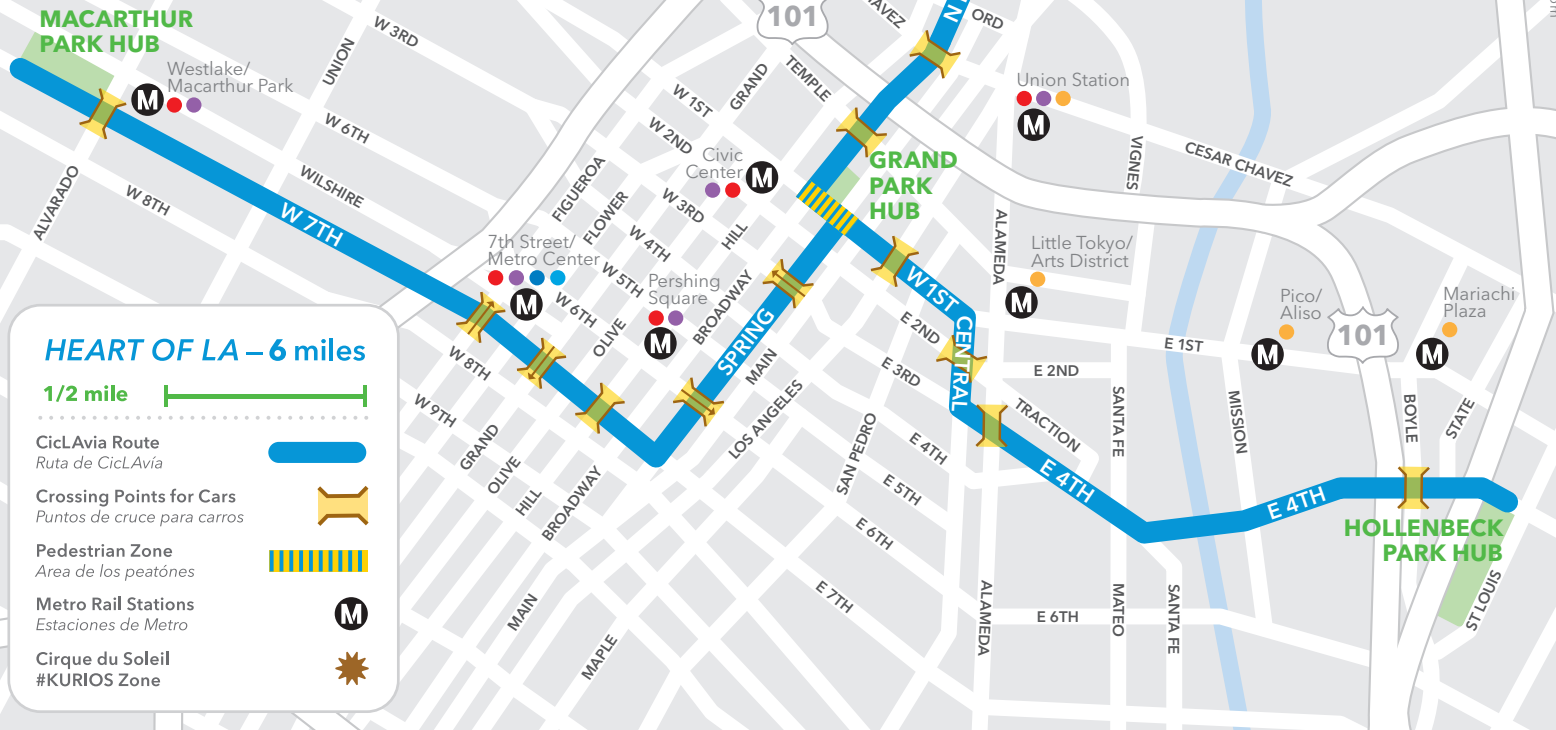 MACARTHUR
PARK HUB
Westlake/
Macarthur Park
M
W 3RD
UNION
W 6TH
WILSHIRE
ALVARADO
W 8TH
W 7TH
101
ORD
N
GRAND
TEMPLE
W 1ST
W 2ND
Civic
Center
M
W 3RD
HILL
FIGUEROA
FLOWER
W 4TH
W 5TH
7th Street/
Metro Center
M
W 6TH
Pershing
Square
M
OLIVE
BROADWAY
SPRING
MAIN
LOS ANGELES
W 8TH
W 9TH
GRAND
OLIVE
HILL
BROADWAY
MAIN
MAPLE
GRAND
PARK
HUB
Union Station
M
VIGNES
CESAR CHAVEZ
ALAMEDA
Little Tokyo/
Arts District
M
W 1ST
CENTRAL
E 2ND
E 3RD
E 1ST
E 2ND
Pico/
Aliso
M
101
Mariachi
Plaza
M
TRACTION
SANTA FE
MISSION
BOYLE
STATE
SAN PEDRO
E 4TH
E 5TH
E 6TH
E 7TH
E 4TH
E 4TH
HOLLENBECK
PARK HUB
ST LOUIS
ALAMEDA
E 6TH
MATEO
SANTA FE
HEART OF LA – 6 miles
1/2 mile
CicLAvia Route
Ruta de CicLAvía
Crossing Points for Cars
Puntos de cruce para carros
Pedestrian Zone
Area de los peatónes
Metro Rail Stations
Estaciones de Metro
M
Cirque du Soleil
#KURIOS Zone